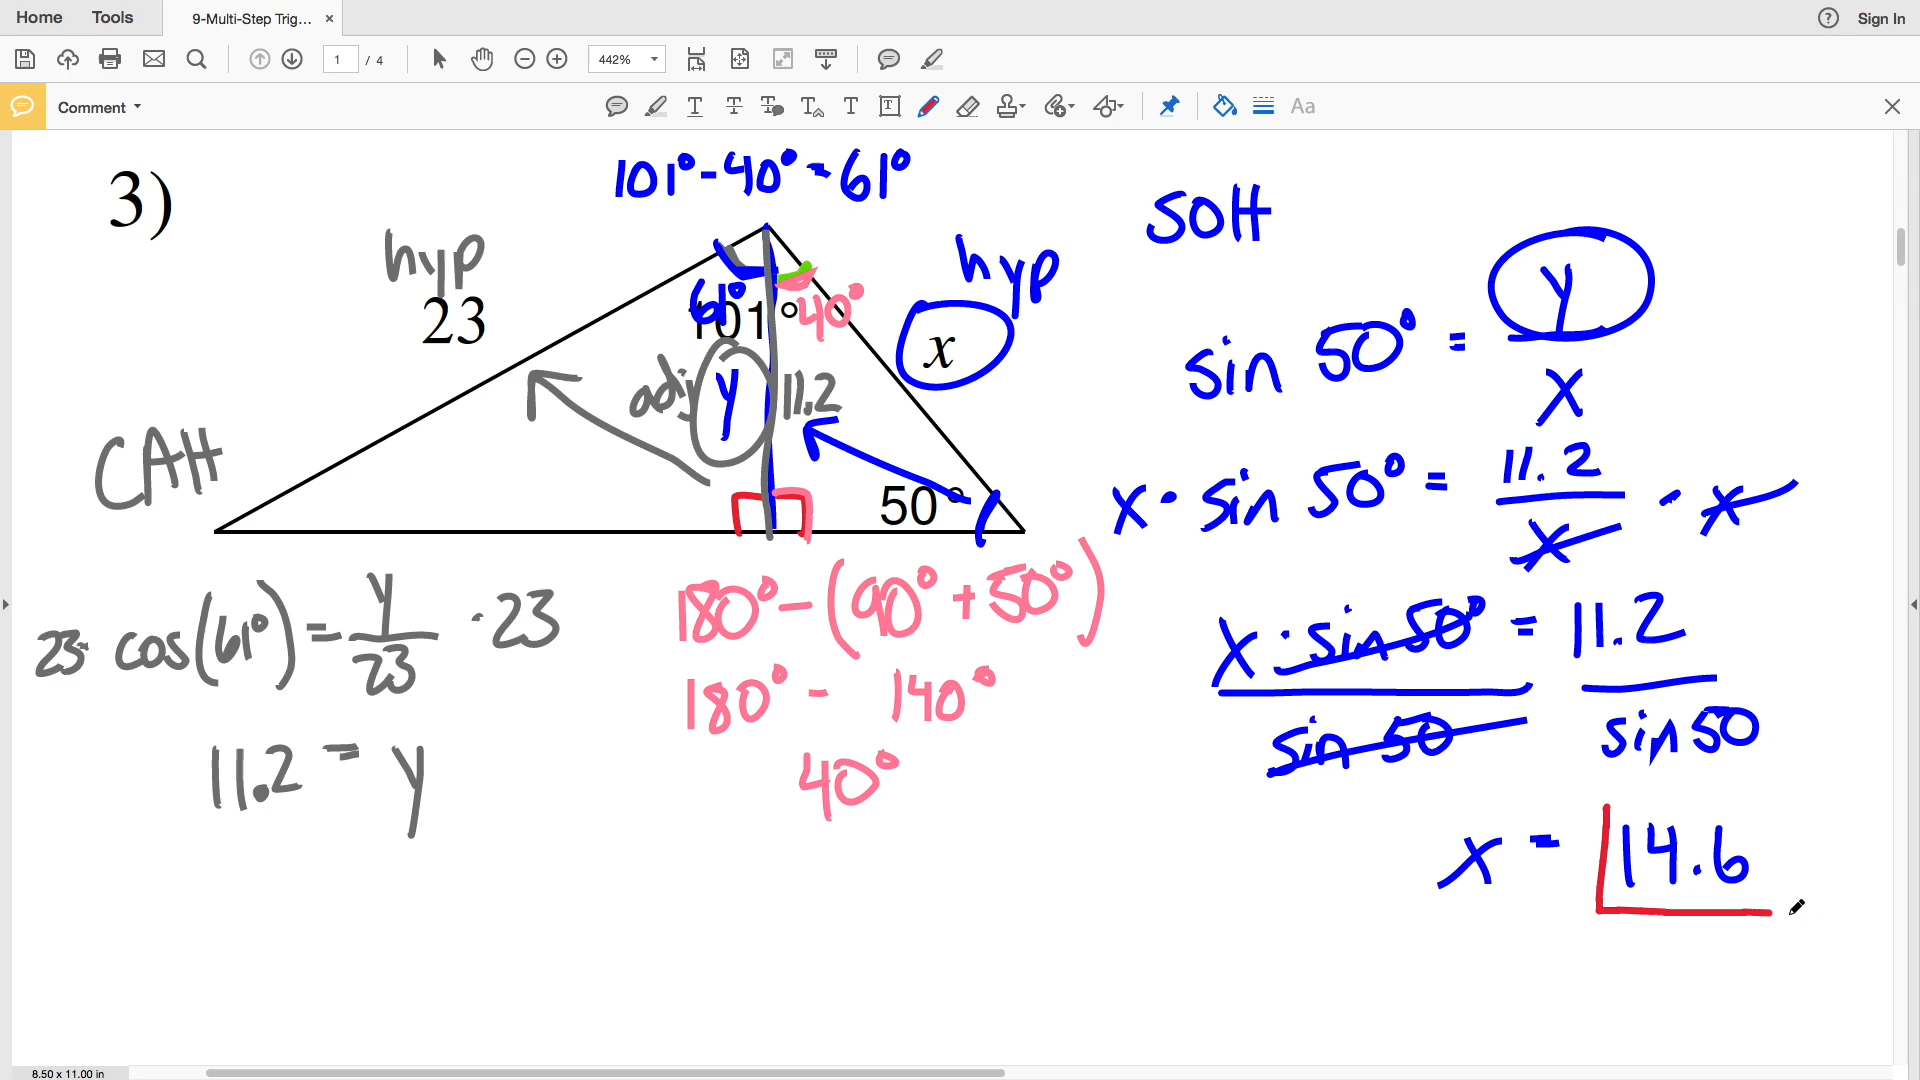 Home Tools 9-Multi-Step Trig... × ? Sign In
1 / 4 442%
Comment T T T T T T Aa
3)
101° - 40° = 61°
SOH
hyp
23
hyp
61°
101°
40°
x
adj
y
11.2
50°
CAH
sin 50° = y / x
x · sin 50° = 11.2 / x · x
23 · cos(61°) = y / 23 · 23
180° - (90° + 50°)
x · sin 50° = 11.2
180° - 140°
sin 50 sin 50
11.2 = y
40°
x = 14.6
8.50 x 11.00 in